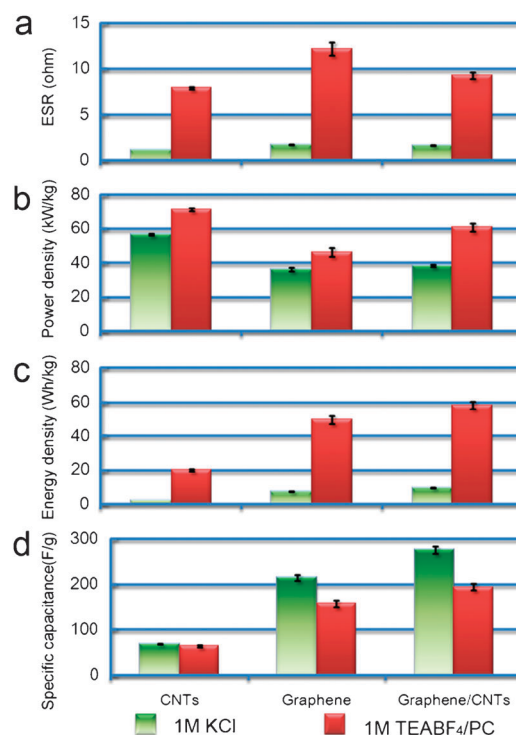 a
ESR (ohm)
15
10
5
0
b
Power density (kW/kg)
80
60
40
20
0
c
Energy density (Wh/kg)
80
60
40
20
0
d
Specific capacitance(F/g)
300
200
100
0
CNTs Graphene Graphene/CNTs
1M KCl 1M TEABF₄/PC